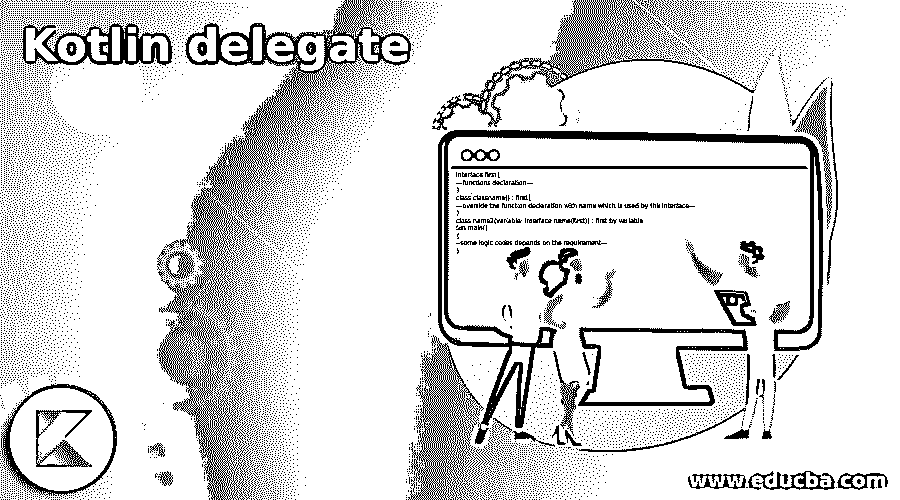 Kotlin delegate
interface first{
—functions declaration—
}
class classname() : first{
—override the function declaration with name which is used by the interface—
}
class name2(variable: interface name(first)) : first by variable
fun main()
{
—some logic codes depends on the requirement—
}
www.educba.com